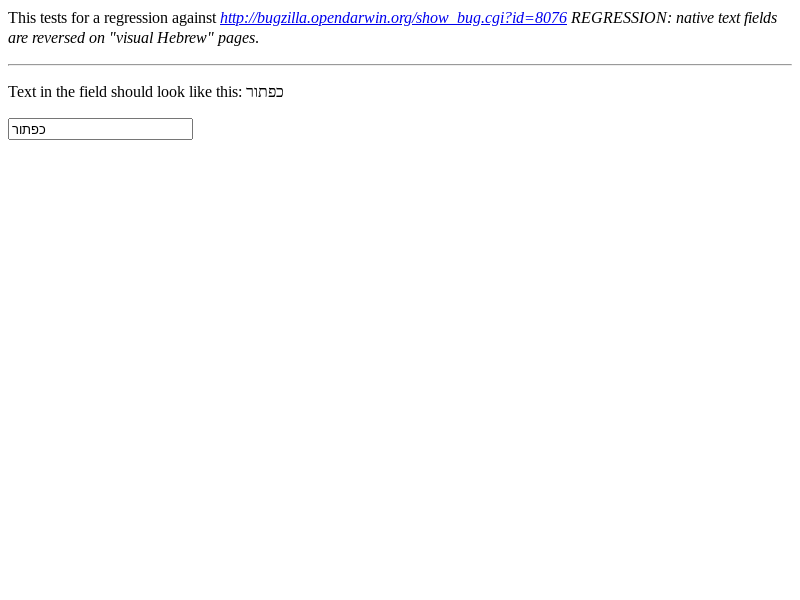 This tests for a regression against http://bugzilla.opendarwin.org/show_bug.cgi?id=8076 REGRESSION: native text fields
are reversed on "visual Hebrew" pages.
Text in the field should look like this: כפתור
כפתור